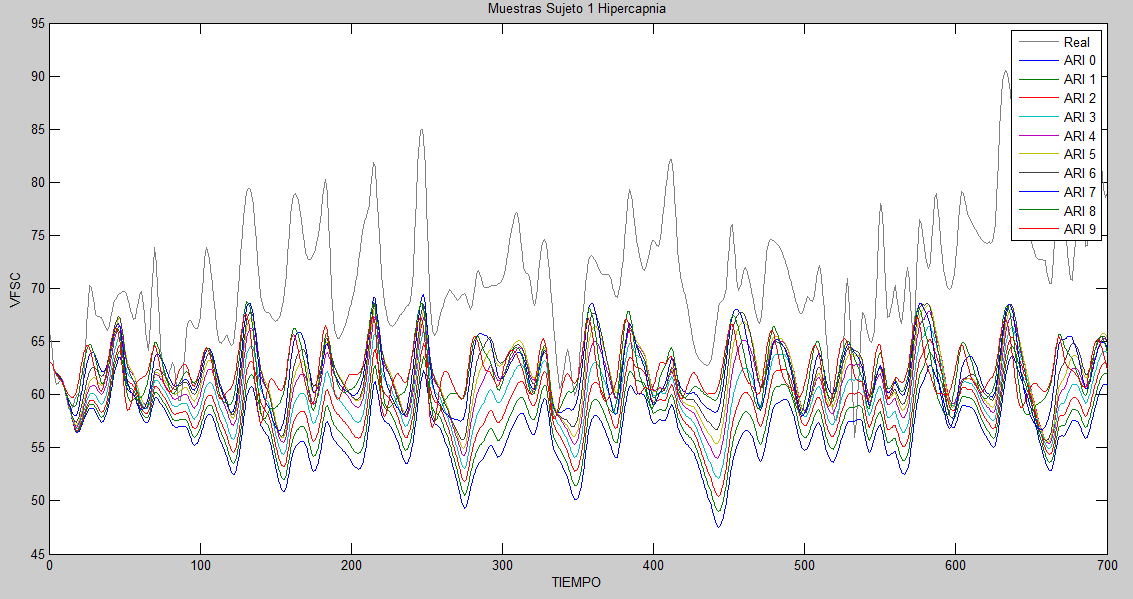 Muestras Sujeto 1 Hipercapnia
95
90
85
80
75
70
65
60
55
50
45
VFSC
0
100
200
300
400
500
600
700
TIEMPO
Real
ARI 0
ARI 1
ARI 2
ARI 3
ARI 4
ARI 5
ARI 6
ARI 7
ARI 8
ARI 9